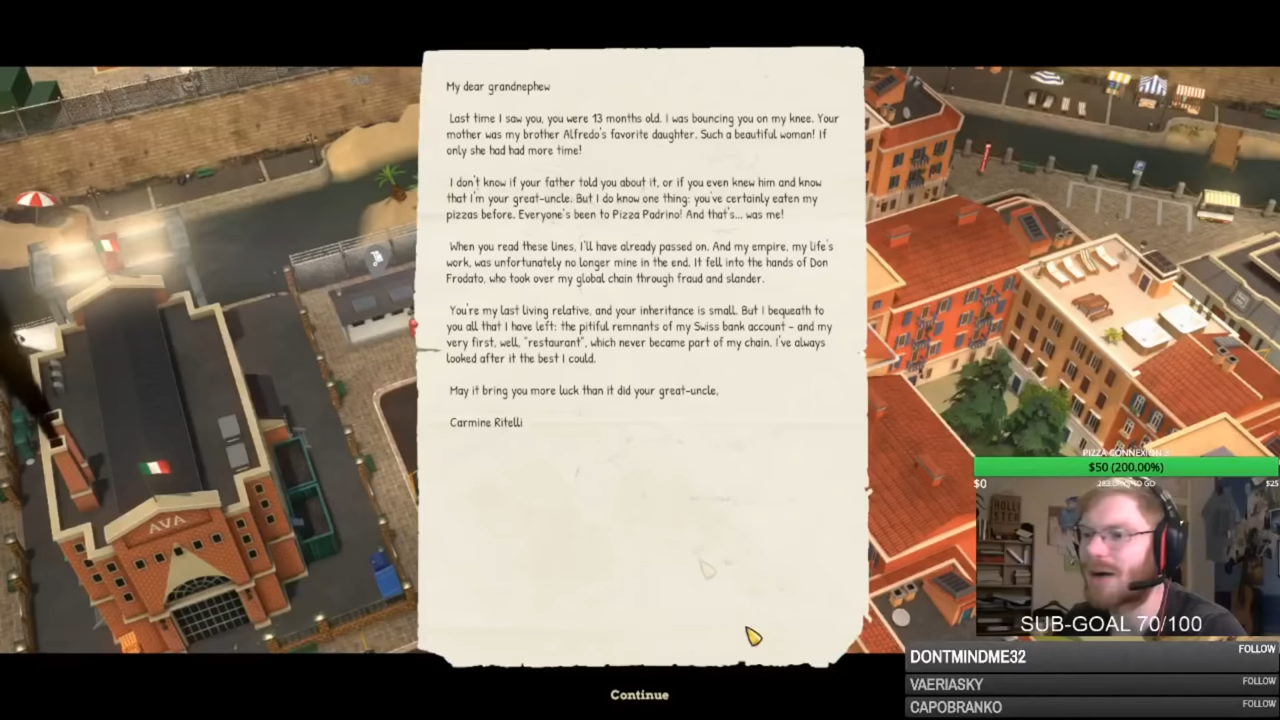 My dear grandnephew
Last time I saw you, you were 13 months old. I was bouncing you on my knee. Your
mother was my brother Alfredo's favorite daughter. Such a beautiful woman! If
only she had had more time!
I don't know if your father told you about it, or if you even knew him and know
that I'm your great-uncle. But I do know one thing: you've certainly eaten my
pizzas before. Everyone's been to Pizza Padrino! And that's... was me!
When you read these lines, I'll have already passed on. And my empire, my life's
work, was unfortunately no longer mine in the end. It fell into the hands of Don
Frodato, who took over my global chain through fraud and slander.
You're my last living relative, and your inheritance is small. But I bequeath to
you all that I have left: the pitiful remnants of my Swiss bank account - and my
very first, well, "restaurant", which never became part of my chain. I've always
looked after it the best I could.
May it bring you more luck than it did your great-uncle,
Carmine Ritelli
Continue
AVA
$50 (200.00%)
$0
$25
SUB-GOAL 70/100
DONTMINDME32 FOLLOW
VAERIASKY FOLLOW
CAPOBRANKO FOLLOW